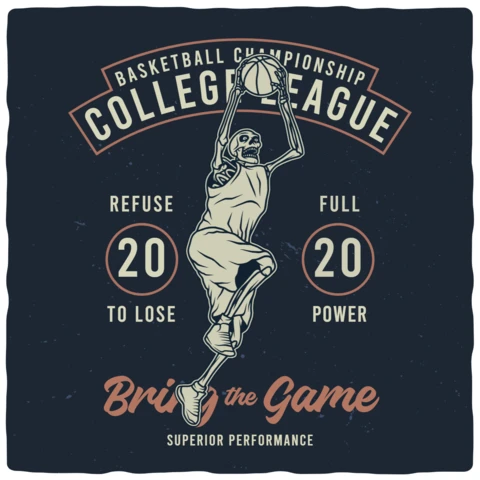 BASKETBALL CHAMPIONSHIP
COLLEGE LEAGUE
REFUSE
20
TO LOSE
FULL
20
POWER
Bring the Game
SUPERIOR PERFORMANCE